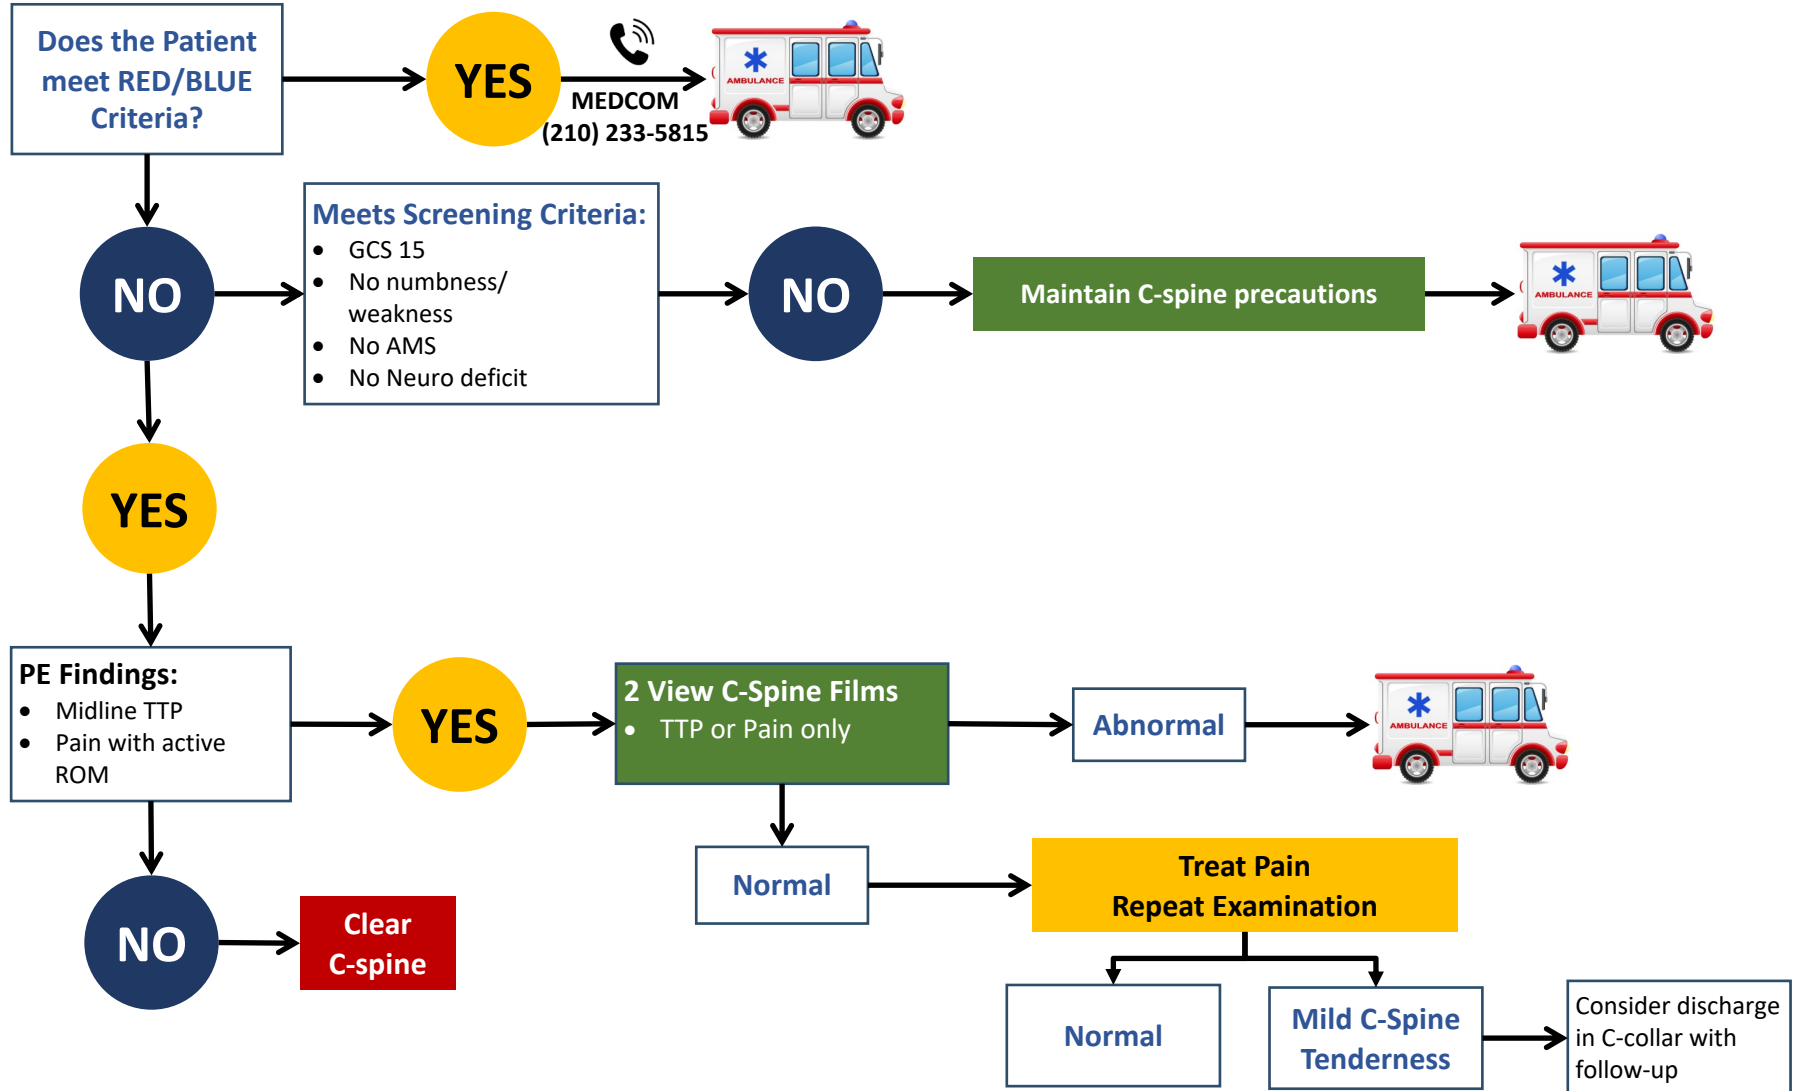 Does the Patient
meet RED/BLUE
Criteria?
YES
MEDCOM
(210) 233-5815
AMBULANCE
NO
Meets Screening Criteria:
• GCS 15
• No numbness/
weakness
• No AMS
• No Neuro deficit
NO
Maintain C-spine precautions
AMBULANCE
YES
PE Findings:
• Midline TTP
• Pain with active
ROM
YES
2 View C-Spine Films
• TTP or Pain only
Abnormal
AMBULANCE
Normal
Treat Pain
Repeat Examination
NO
Clear
C-spine
Normal
Mild C-Spine
Tenderness
Consider discharge
in C-collar with
follow-up